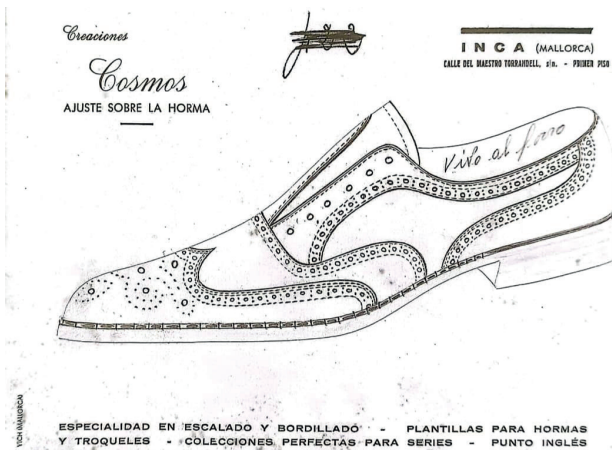 Creaciones
Cosmos
AJUSTE SOBRE LA HORMA
INCA (MALLORCA)
CALLE DEL MAESTRO TORRANDELL, s/n. - PRIMER PISO
Vivo al forro
VICH (MALLORCA)
ESPECIALIDAD EN ESCALADO Y BORDILLADO - PLANTILLAS PARA HORMAS
Y TROQUELES - COLECCIONES PERFECTAS PARA SERIES - PUNTO INGLÉS